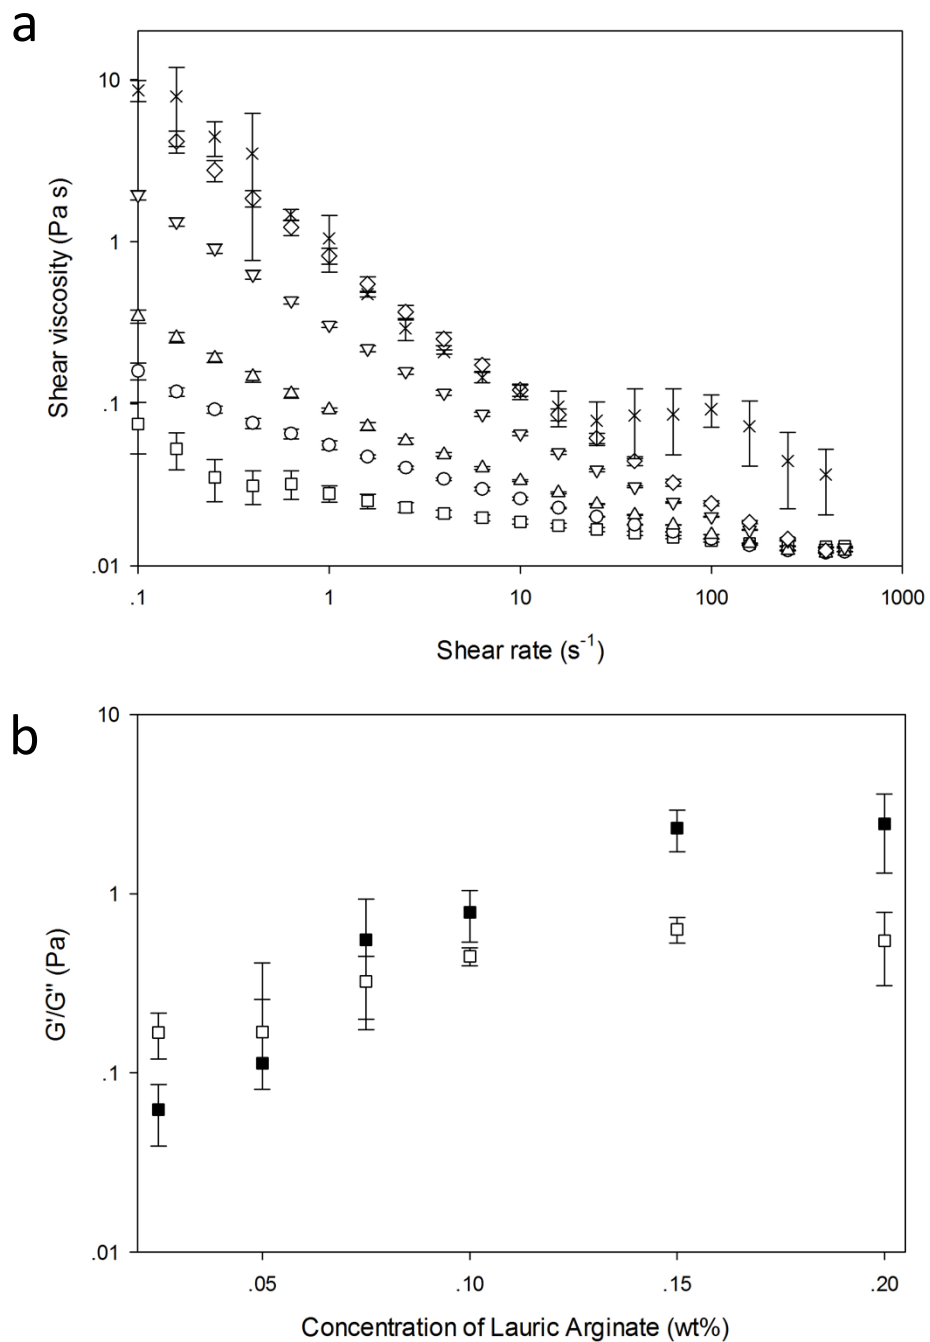 a
10
1
.1
.01
Shear viscosity (Pa s)
.1
1
10
100
1000
Shear rate (s⁻¹)
b
10
1
.1
.01
G'/G" (Pa)
.05
.10
.15
.20
Concentration of Lauric Arginate (wt%)